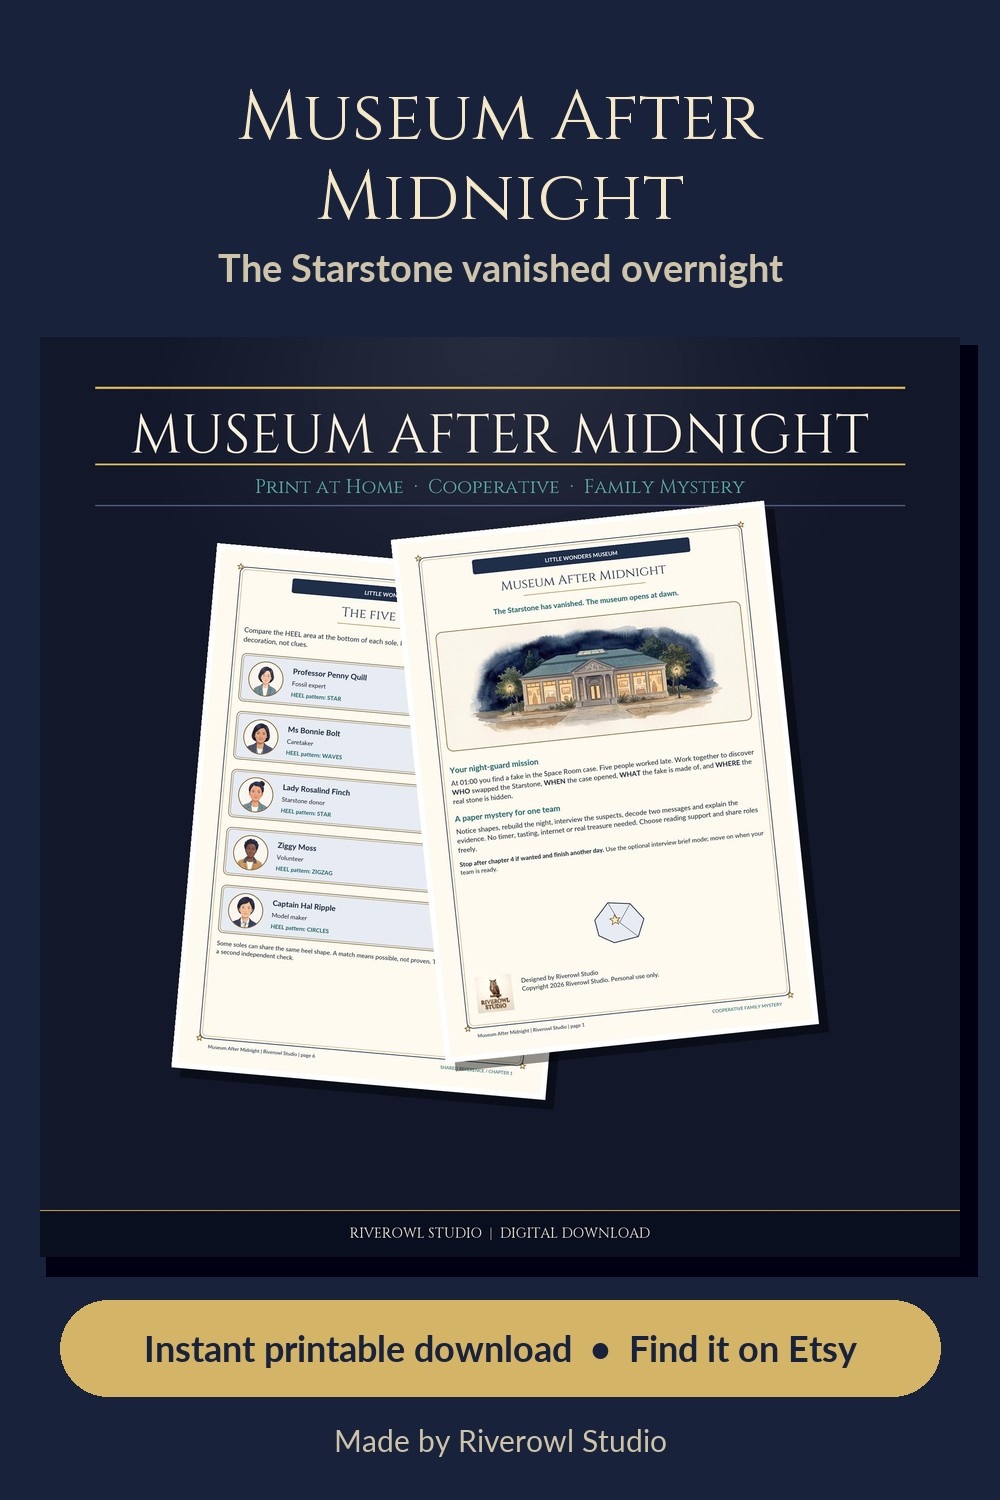 Museum After
Midnight
The Starstone vanished overnight
MUSEUM AFTER MIDNIGHT
Print at Home · Cooperative · Family Mystery
LITTLE WON
The five
Compare the HEEL area at the bottom of each sole.
decoration, not clues.
Professor Penny Quill
Fossil expert
HEEL pattern: STAR
Ms Bonnie Bolt
Caretaker
HEEL pattern: WAVES
Lady Rosalind Finch
Starstone donor
HEEL pattern: STAR
Ziggy Moss
Volunteer
HEEL pattern: ZIGZAG
Captain Hal Ripple
Model maker
HEEL pattern: CIRCLES
Some soles can share the same heel shape. A match means possible, not proven.
a second independent check.
Museum After Midnight | Riverowl Studio | page 6
SHARED REFERENCE / CHAPTER 1
LITTLE WONDERS MUSEUM
Museum After Midnight
The Starstone has vanished. The museum opens at dawn.
Your night-guard mission
At 01:00 you find a fake in the Space Room case. Five people worked late. Work together to discover
WHO swapped the Starstone, WHEN the case opened, WHAT the fake is made of, and WHERE the
real stone is hidden.
A paper mystery for one team
Notice shapes, rebuild the night, interview the suspects, decode two messages and explain the
evidence. No timer, tasting, internet or real treasure needed. Choose reading support and share roles
freely.
Stop after chapter 4 if wanted and finish another day. Use the optional interview brief mode; move on when your
team is ready.
RIVEROWL
STUDIO
Designed by Riverowl Studio
Copyright 2026 Riverowl Studio. Personal use only.
Museum After Midnight | Riverowl Studio | page 1
COOPERATIVE FAMILY MYSTERY
RIVEROWL STUDIO | DIGITAL DOWNLOAD
Instant printable download • Find it on Etsy
Made by Riverowl Studio